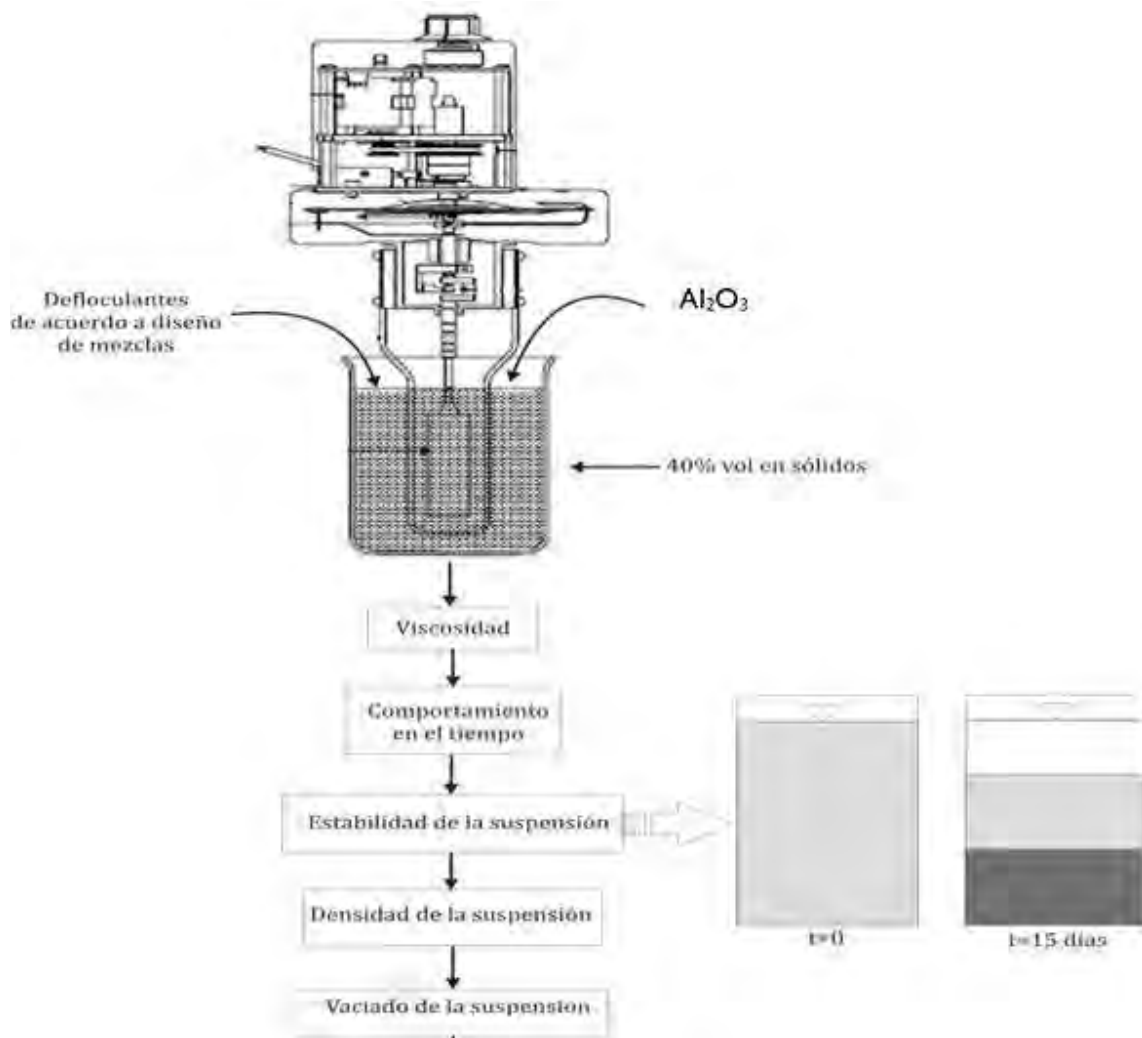 Defloculantes
de acuerdo a diseño
de mezclas
Al₂O₃
40% vol en sólidos
Viscosidad
Comportamiento
en el tiempo
Estabilidad de la suspensión
Densidad de la suspensión
Vaciado de la suspension
t=0
t=15 días